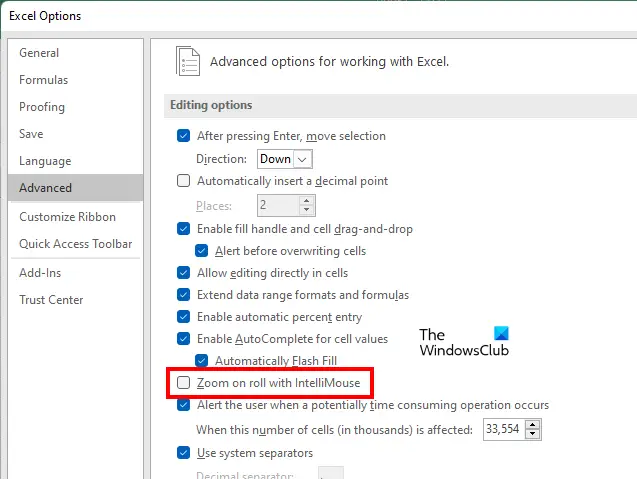 Excel Options
General
Formulas
Proofing
Save
Language
Advanced
Customize Ribbon
Quick Access Toolbar
Add-Ins
Trust Center
Advanced options for working with Excel.
Editing options
After pressing Enter, move selection
Direction: Down
Automatically insert a decimal point
Places: 2
Enable fill handle and cell drag-and-drop
Alert before overwriting cells
Allow editing directly in cells
Extend data range formats and formulas
Enable automatic percent entry
Enable AutoComplete for cell values
Automatically Flash Fill
Zoom on roll with IntelliMouse
Alert the user when a potentially time consuming operation occurs
When this number of cells (in thousands) is affected: 33,554
Use system separators
Decimal separator:
The
WindowsClub